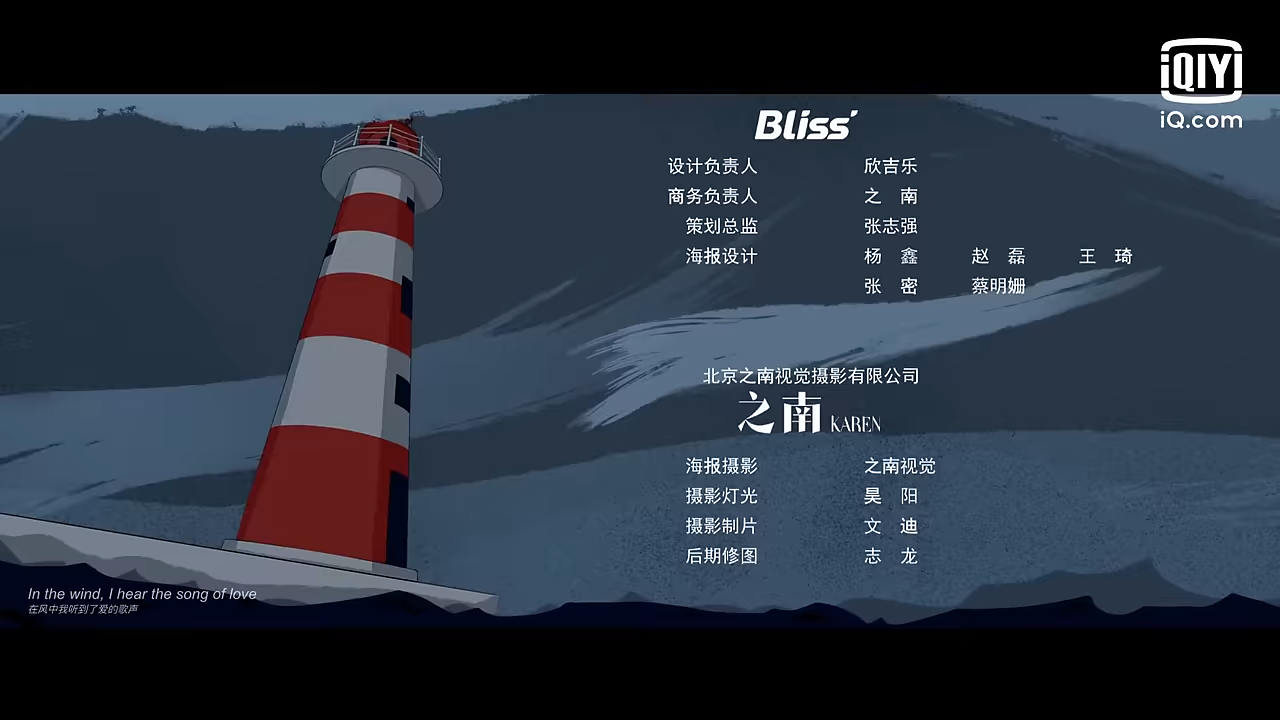 iQIYI
iQ.com
Bliss'
设计负责人 欣吉乐
商务负责人 之 南
策划总监 张志强
海报设计 杨 鑫 赵 磊 王 琦
张 密 蔡明姗
北京之南视觉摄影有限公司
之南 KAREN
海报摄影 之南视觉
摄影灯光 昊 阳
摄影制片 文 迪
后期修图 志 龙
In the wind, I hear the song of love
在风中我听到了爱的歌声